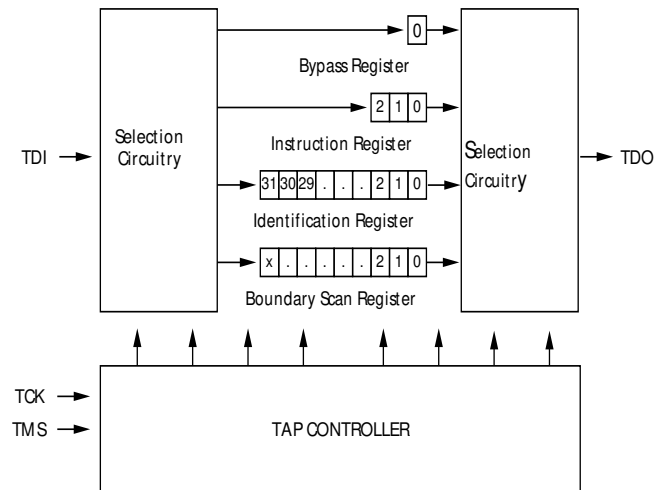 0
Bypass Register
2 1 0
Selection
Circuitry
Selection
Circuitry
TDI
TDO
Instruction Register
31 30 29 . . . 2 1 0
Identification Register
x . . . . . 2 1 0
Boundary Scan Register
TCK
TMS
TAP CONTROLLER